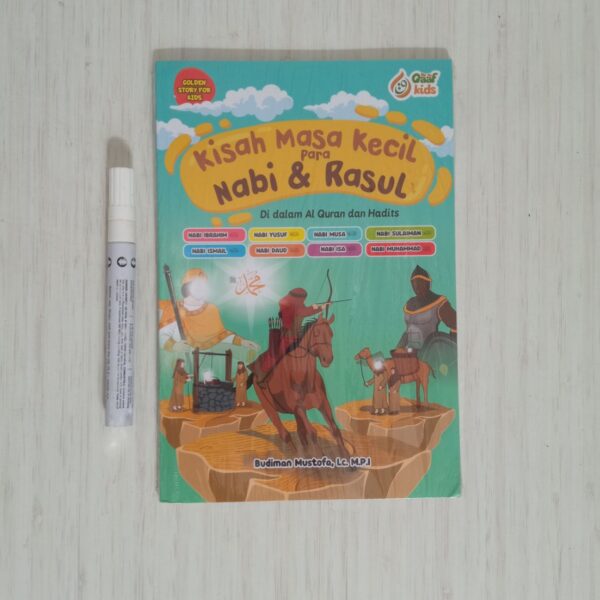 GOLDEN
STORY FOR
KIDS
Qaaf
kids
Kisah Masa Kecil
para
Nabi & Rasul
Di dalam Al Quran dan Hadits
NABI IBRAHIM
NABI YUSUF
NABI MUSA
NABI SULAIMAN
NABI ISMAIL
NABI DAUD
NABI ISA
NABI MUHAMMAD
محمد
Budiman Mustofa, Lc. M.P.I